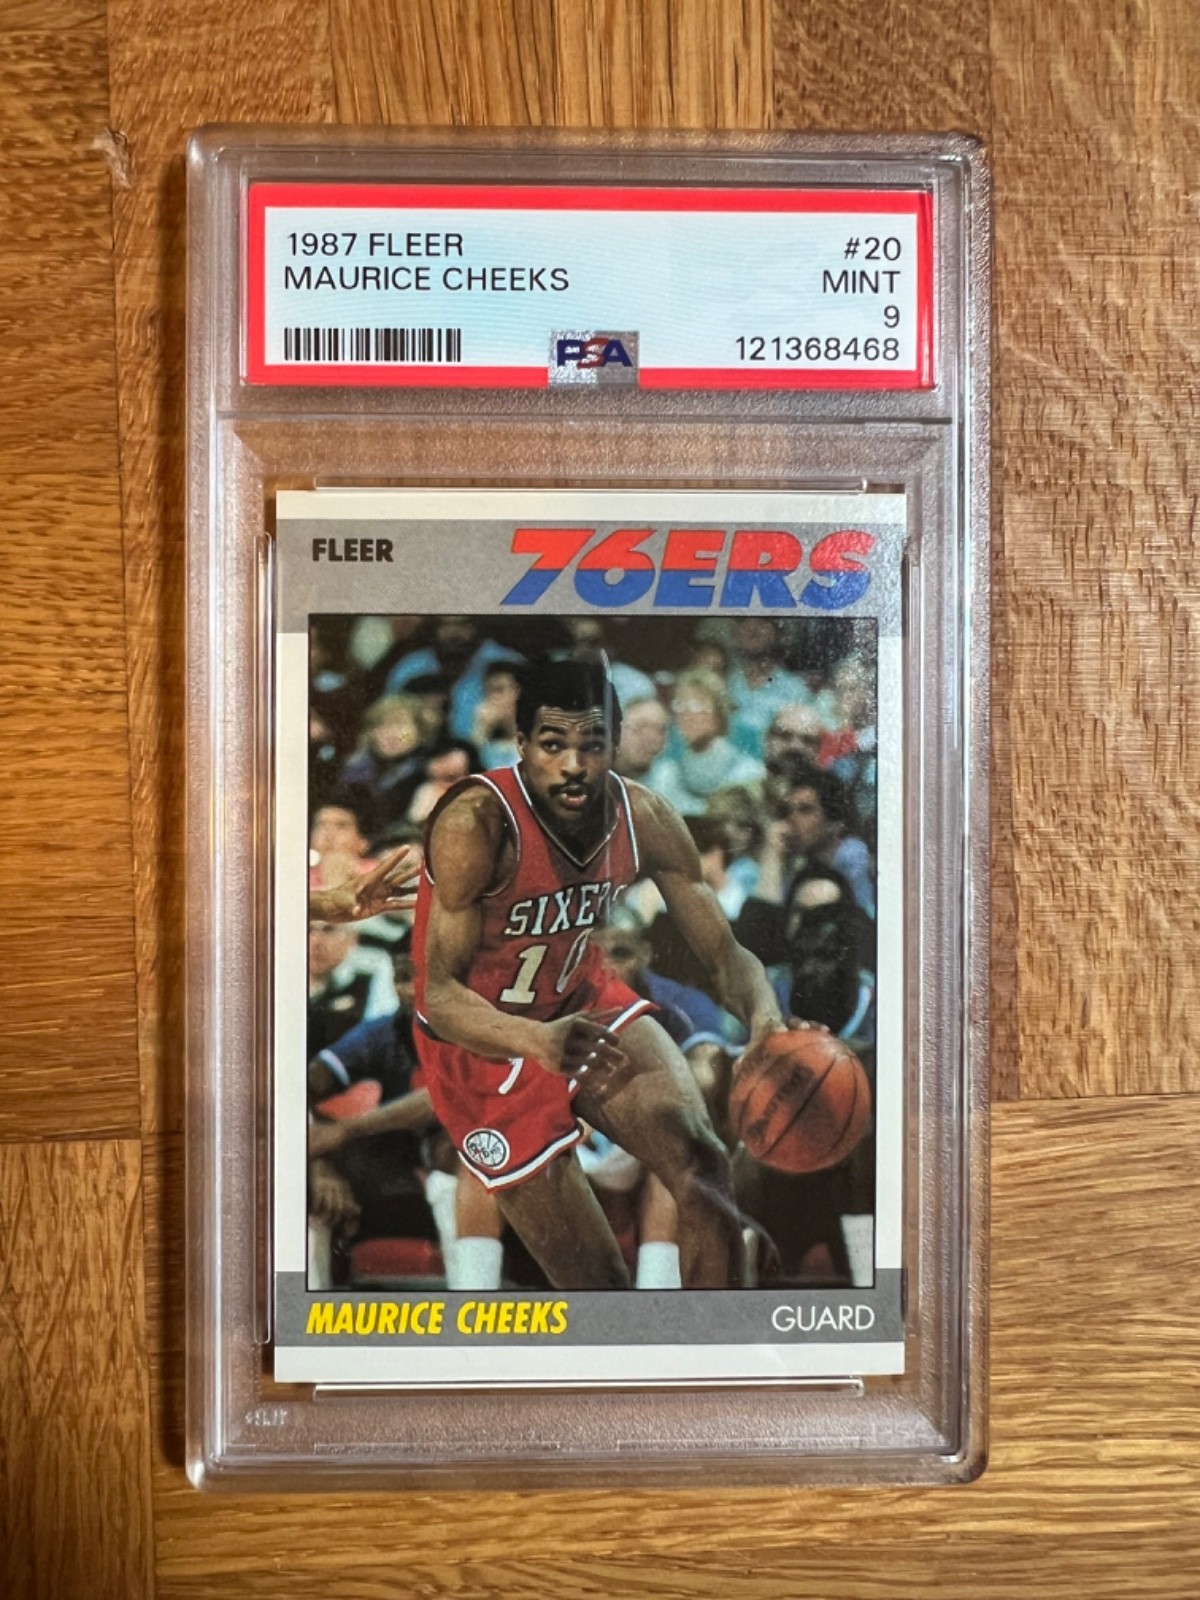 1987 FLEER #20
MAURICE CHEEKS MINT
9
PSA 121368468
FLEER 76ERS
SIXERS
10
MAURICE CHEEKS GUARD